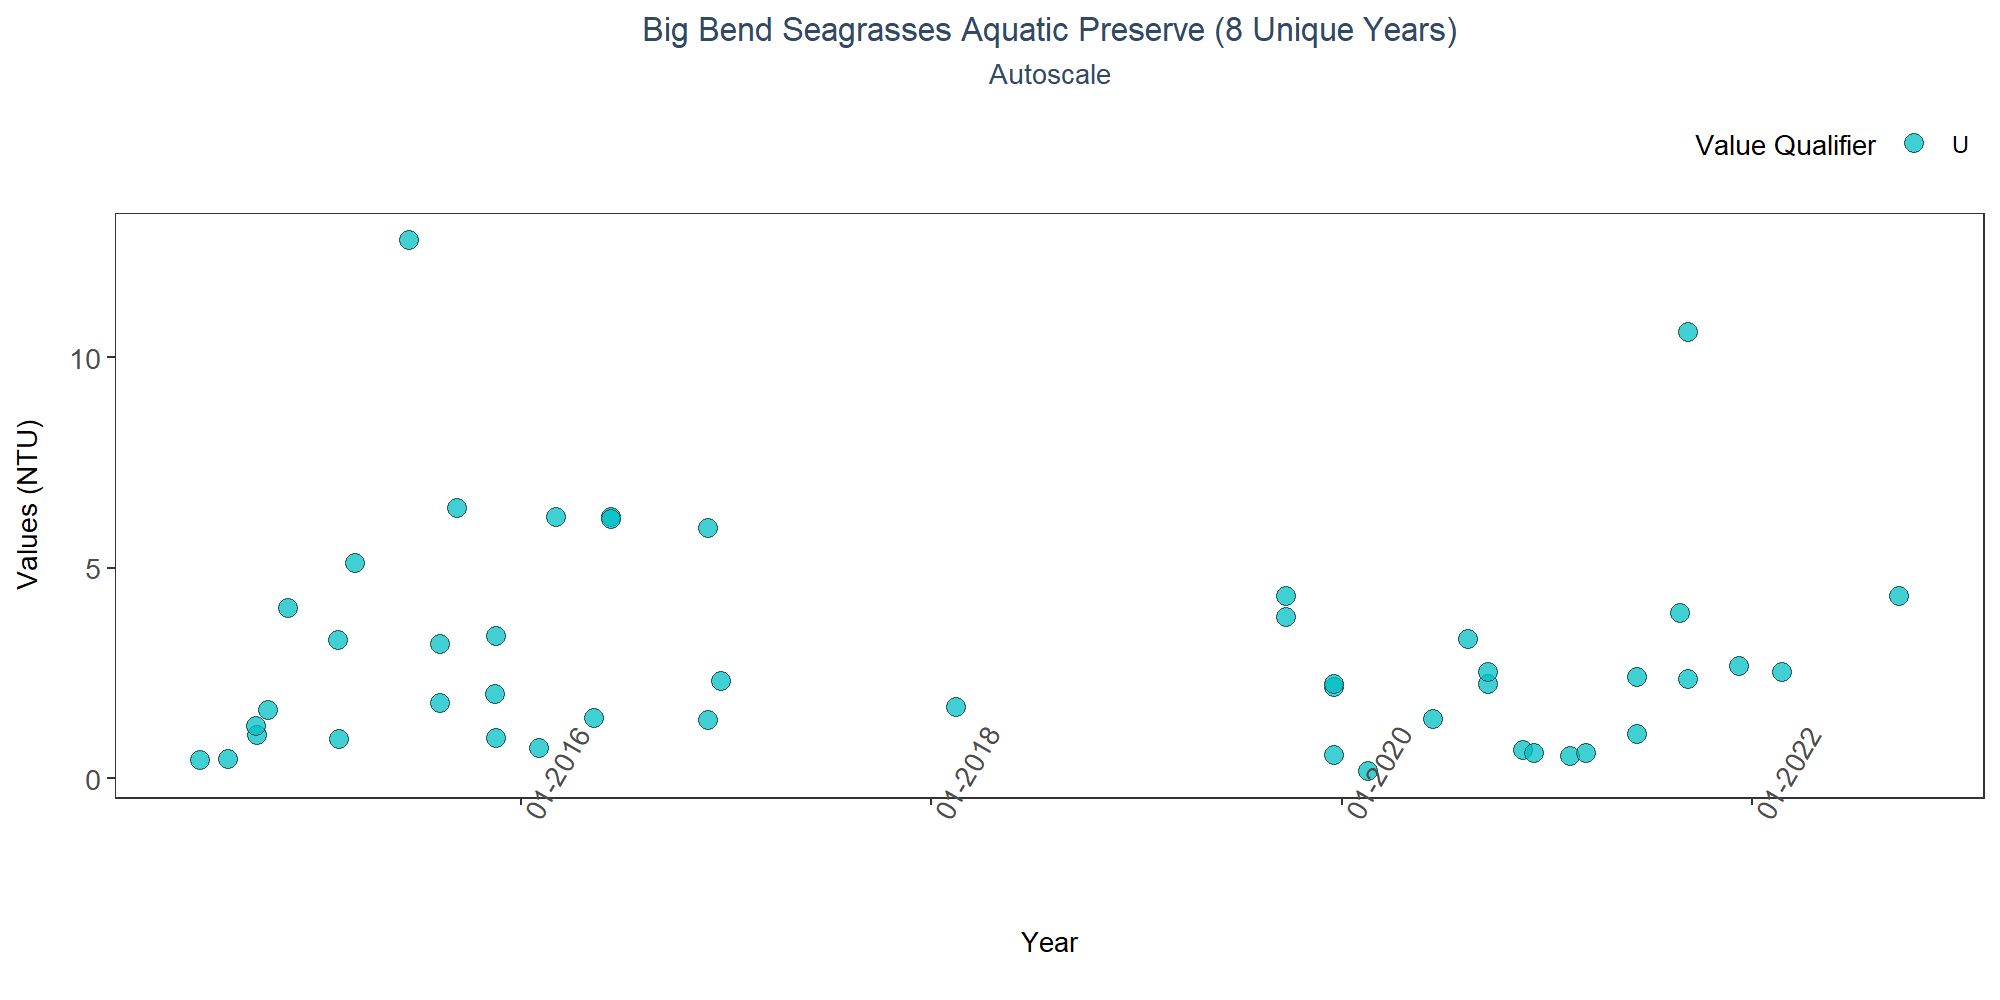 Big Bend Seagrasses Aquatic Preserve (8 Unique Years)
Autoscale
Value Qualifier U
Values (NTU)
10
5
0
01-2016
01-2018
01-2020
01-2022
Year